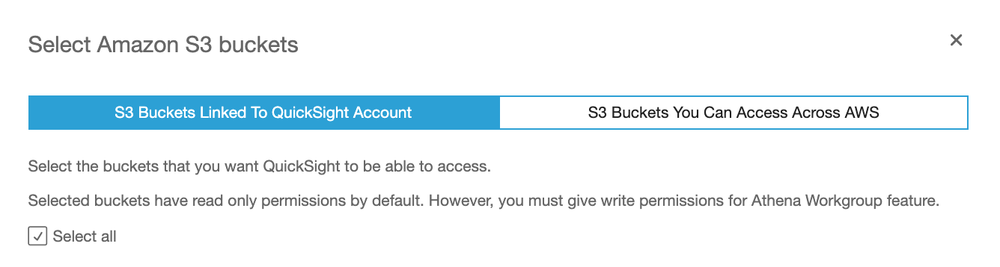 Select Amazon S3 buckets
S3 Buckets Linked To QuickSight Account
S3 Buckets You Can Access Across AWS
Select the buckets that you want QuickSight to be able to access.
Selected buckets have read only permissions by default. However, you must give write permissions for Athena Workgroup feature.
Select all